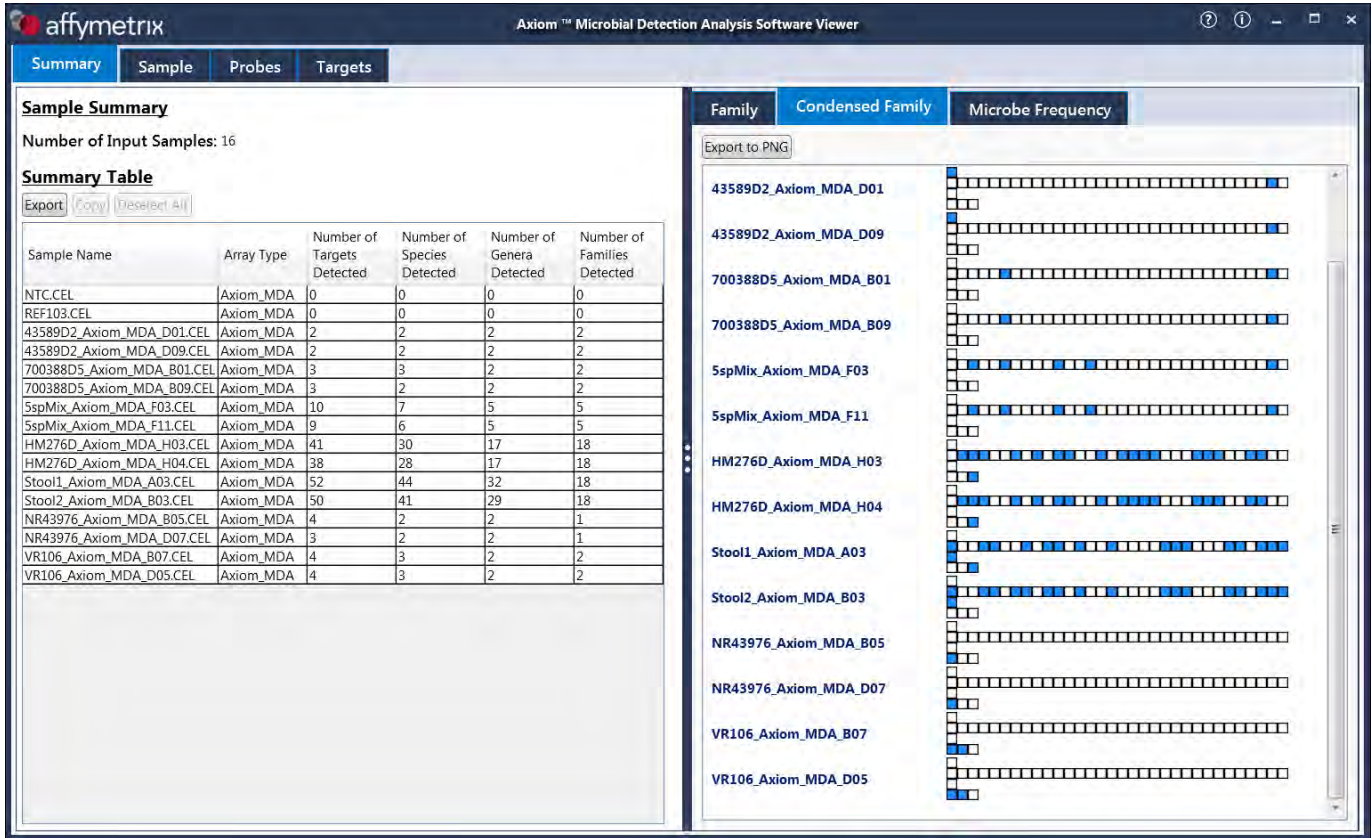 affymetrix
Axiom ™ Microbial Detection Analysis Software Viewer
Summary Sample Probes Targets
Sample Summary
Number of Input Samples: 16
Summary Table
Export Copy Deselect All
Sample Name Array Type Number of Targets Detected Number of Species Detected Number of Genera Detected Number of Families Detected
NTC.CEL Axiom_MDA 0 0 0 0
REF103.CEL Axiom_MDA 0 0 0 0
43589D2_Axiom_MDA_D01.CEL Axiom_MDA 2 2 2 2
43589D2_Axiom_MDA_D09.CEL Axiom_MDA 2 2 2 2
700388D5_Axiom_MDA_B01.CEL Axiom_MDA 3 3 2 2
700388D5_Axiom_MDA_B09.CEL Axiom_MDA 3 2 2 2
5spMix_Axiom_MDA_F03.CEL Axiom_MDA 10 7 5 5
5spMix_Axiom_MDA_F11.CEL Axiom_MDA 9 6 5 5
HM276D_Axiom_MDA_H03.CEL Axiom_MDA 41 30 17 18
HM276D_Axiom_MDA_H04.CEL Axiom_MDA 38 28 17 18
Stool1_Axiom_MDA_A03.CEL Axiom_MDA 52 44 32 18
Stool2_Axiom_MDA_B03.CEL Axiom_MDA 50 41 29 18
NR43976_Axiom_MDA_B05.CEL Axiom_MDA 4 2 2 1
NR43976_Axiom_MDA_D07.CEL Axiom_MDA 3 2 2 1
VR106_Axiom_MDA_B07.CEL Axiom_MDA 4 3 2 2
VR106_Axiom_MDA_D05.CEL Axiom_MDA 4 3 2 2
Family Condensed Family Microbe Frequency
Export to PNG
43589D2_Axiom_MDA_D01
43589D2_Axiom_MDA_D09
700388D5_Axiom_MDA_B01
700388D5_Axiom_MDA_B09
5spMix_Axiom_MDA_F03
5spMix_Axiom_MDA_F11
HM276D_Axiom_MDA_H03
HM276D_Axiom_MDA_H04
Stool1_Axiom_MDA_A03
Stool2_Axiom_MDA_B03
NR43976_Axiom_MDA_B05
NR43976_Axiom_MDA_D07
VR106_Axiom_MDA_B07
VR106_Axiom_MDA_D05